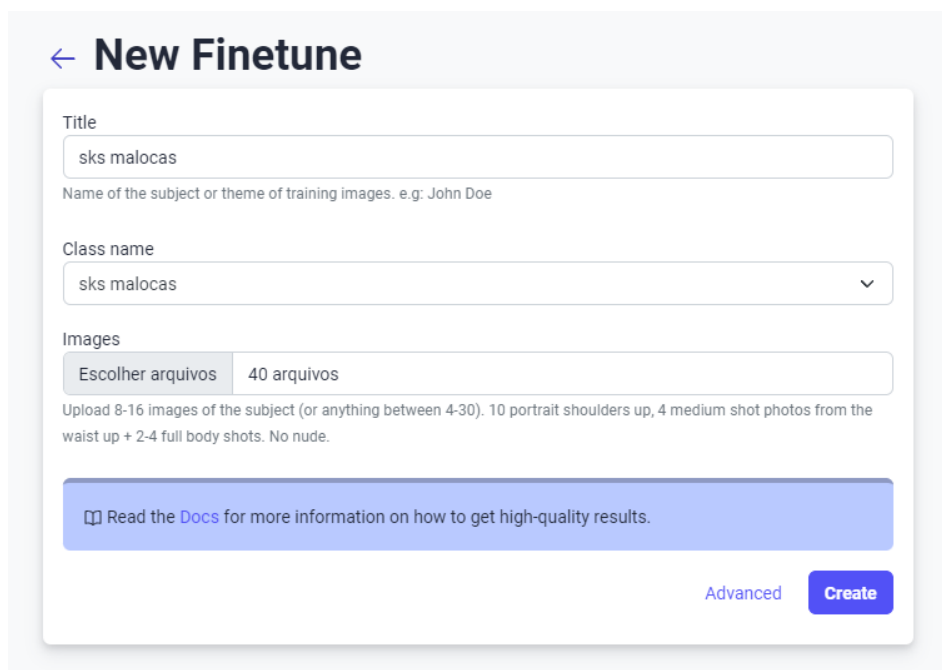 ← New Finetune
Title
sks malocas
Name of the subject or theme of training images. e.g: John Doe
Class name
sks malocas
Images
Escolher arquivos 40 arquivos
Upload 8-16 images of the subject (or anything between 4-30). 10 portrait shoulders up, 4 medium shot photos from the
waist up + 2-4 full body shots. No nude.
Read the Docs for more information on how to get high-quality results.
Advanced Create